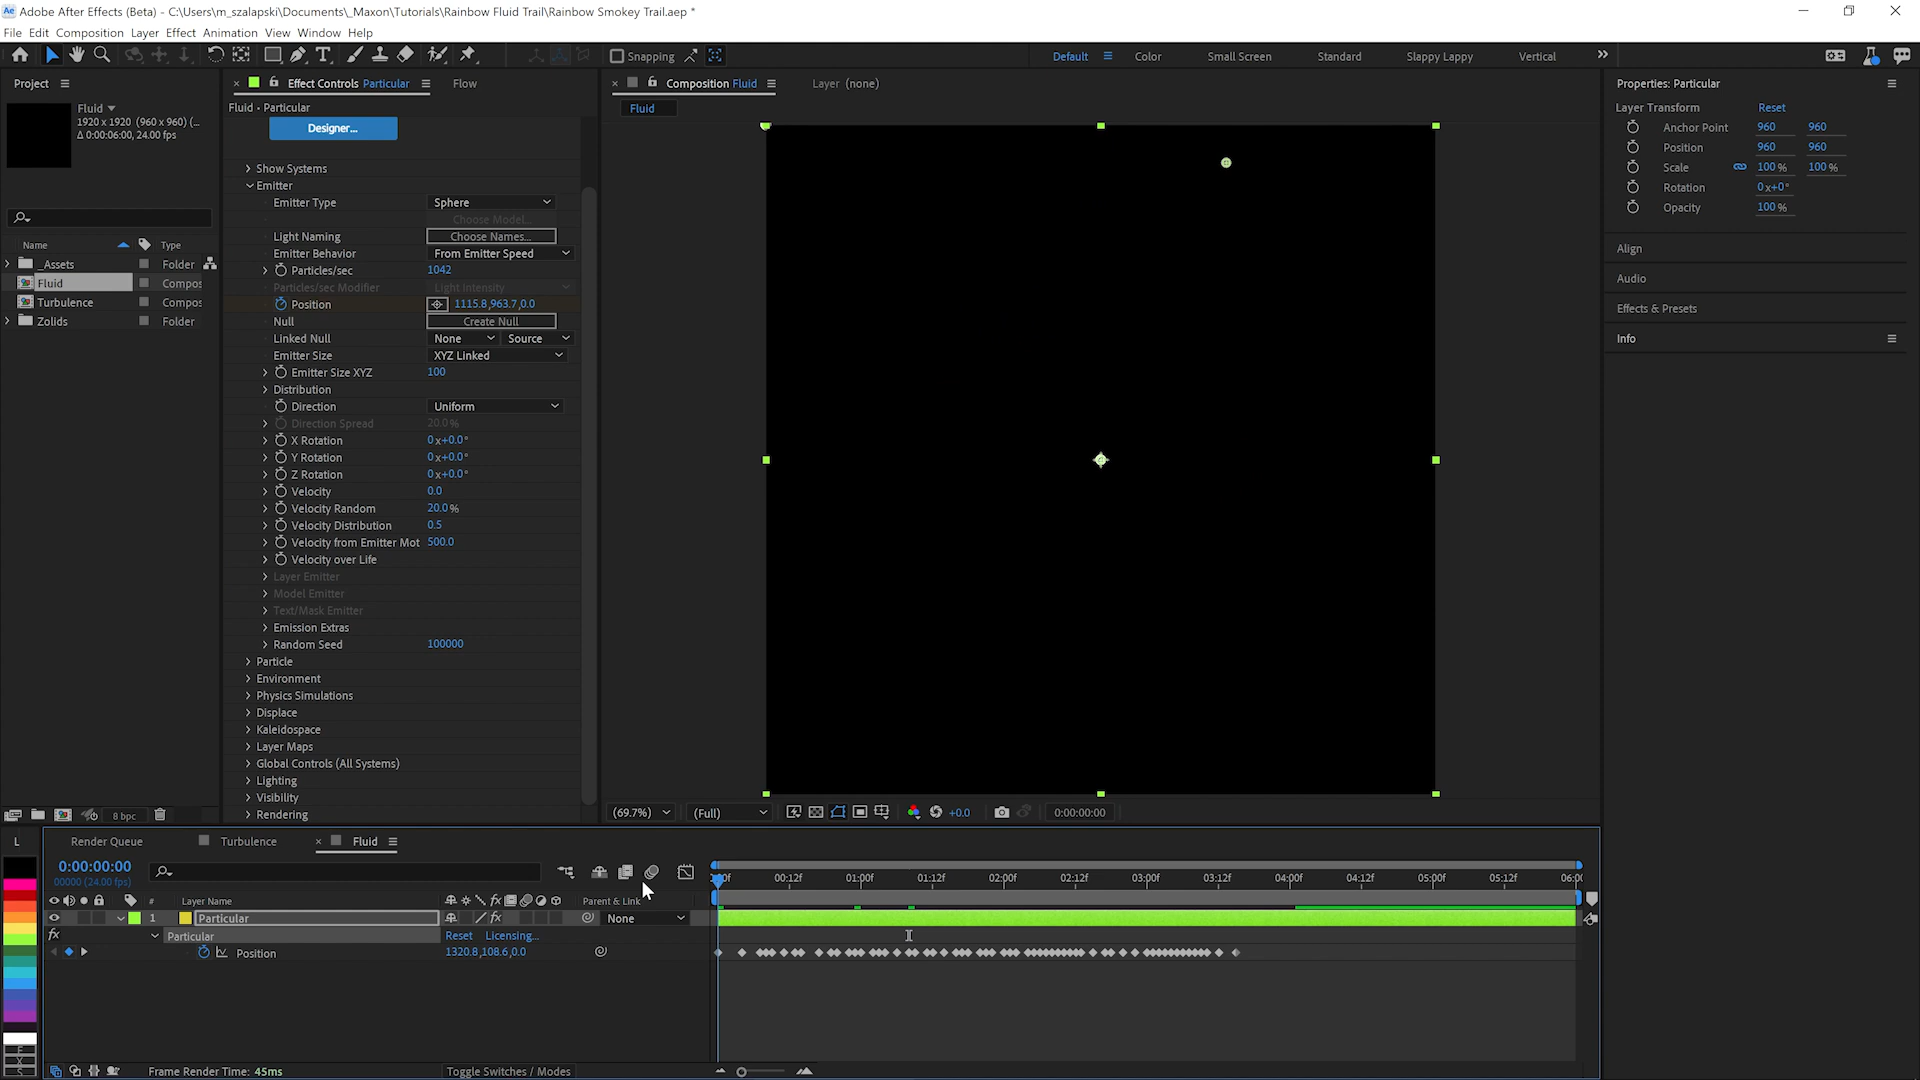 Ae Adobe After Effects (Beta) - C:\Users\m_szalapski\Documents\_Maxon\Tutorials\Rainbow Fluid Trail\Rainbow Smokey Trail.aep *
File Edit Composition Layer Effect Animation View Window Help
Snapping
Default Color Small Screen Standard Slappy Lappy Vertical
Project
Fluid
1920 x 1920 (960 x 960) (...
Δ 0:00:06:00, 24.00 fps
Name Type
_Assets Folder
Fluid Compos
Turbulence Compos
Zolids Folder
8 bpc
Effect Controls Particular Flow
Fluid • Particular
Designer...
Show Systems
Emitter
Emitter Type Sphere
Choose Model...
Light Naming Choose Names...
Emitter Behavior From Emitter Speed
Particles/sec 1042
Particles/sec Modifier Light Intensity
Position 1115.8,963.7,0.0
Null Create Null
Linked Null None Source
Emitter Size XYZ Linked
Emitter Size XYZ 100
Distribution
Direction Uniform
Direction Spread 20.0%
X Rotation 0x+0.0°
Y Rotation 0x+0.0°
Z Rotation 0x+0.0°
Velocity 0.0
Velocity Random 20.0%
Velocity Distribution 0.5
Velocity from Emitter Mot 500.0
Velocity over Life
Layer Emitter
Model Emitter
Text/Mask Emitter
Emission Extras
Random Seed 100000
Particle
Environment
Physics Simulations
Displace
Kaleidospace
Layer Maps
Global Controls (All Systems)
Lighting
Visibility
Rendering
Composition Fluid Layer (none)
Fluid
(69.7%) (Full) +0.0 0:00:00:00
Properties: Particular
Layer Transform Reset
Anchor Point 960 960
Position 960 960
Scale 100% 100%
Rotation 0x+0°
Opacity 100%
Align
Audio
Effects & Presets
Info
L
F
X
S
Render Queue Turbulence Fluid
0:00:00:00
00000 (24.00 fps)
:00f 00:12f 01:00f 01:12f 02:00f 02:12f 03:00f 03:12f 04:00f 04:12f 05:00f 05:12f 06:0
# Layer Name fx Parent & Link
1 Particular fx None
fx Particular Reset Licensing...
Position 1320.8,108.6,0.0
Frame Render Time: 45ms Toggle Switches / Modes